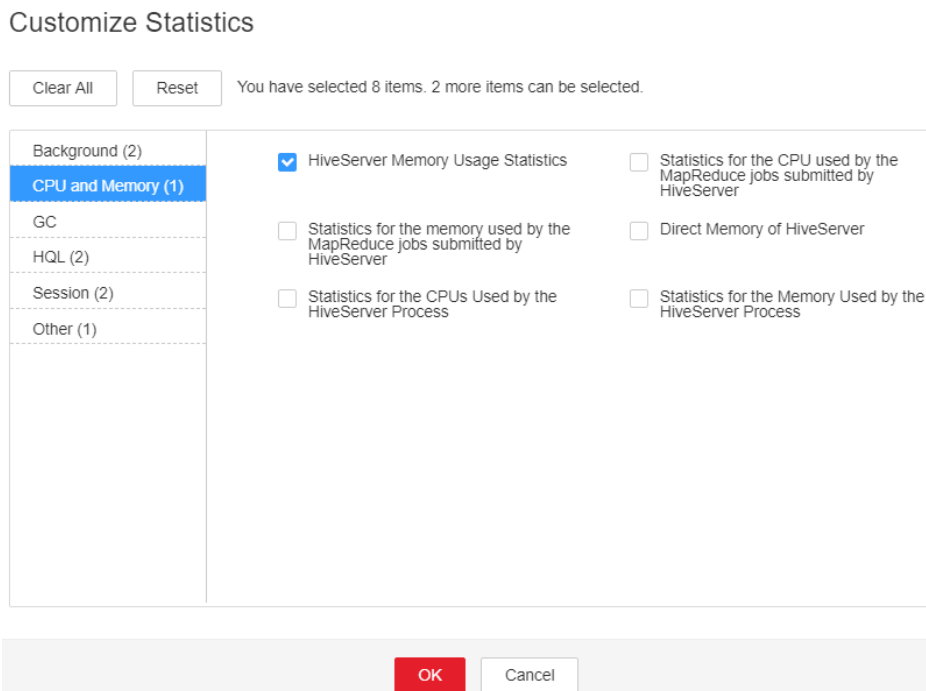 Customize Statistics
Clear All
Reset
You have selected 8 items. 2 more items can be selected.
Background (2)
CPU and Memory (1)
GC
HQL (2)
Session (2)
Other (1)
HiveServer Memory Usage Statistics
Statistics for the CPU used by the
MapReduce jobs submitted by
HiveServer
Statistics for the memory used by the
MapReduce jobs submitted by
HiveServer
Direct Memory of HiveServer
Statistics for the CPUs Used by the
HiveServer Process
Statistics for the Memory Used by the
HiveServer Process
OK
Cancel